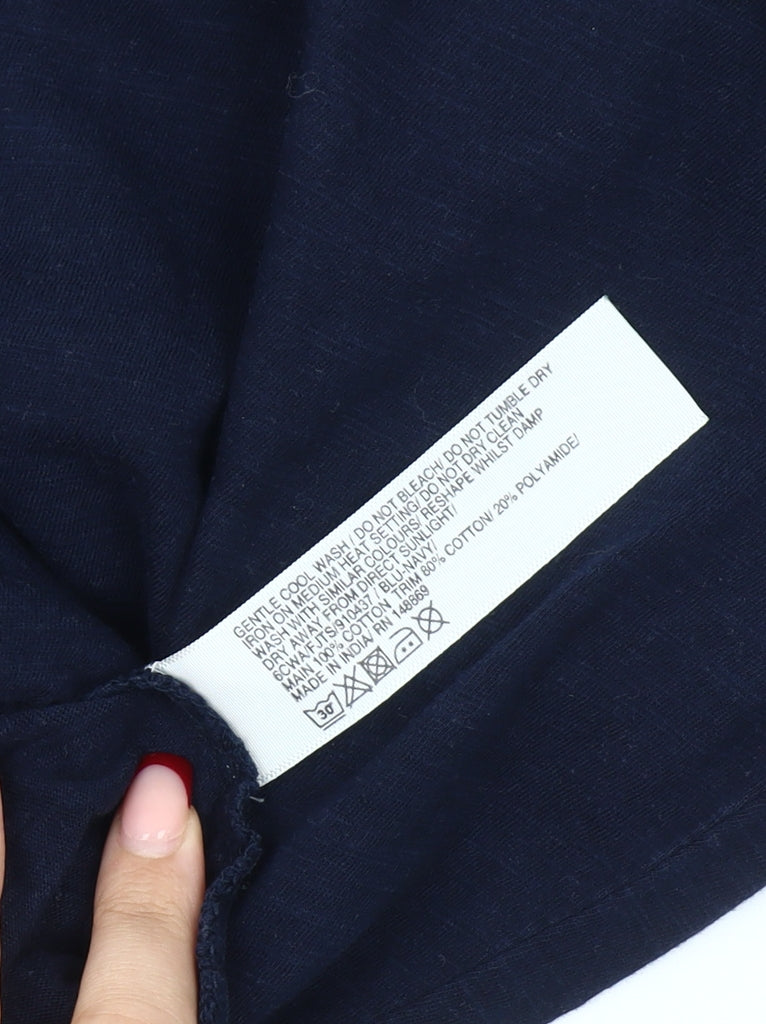 GENTLE COOL WASH/ DO NOT BLEACH/ DO NOT TUMBLE DRY
IRON ON MEDIUM HEAT SETTING/ DO NOT DRY CLEAN
WASH WITH SIMILAR COLOURS/ RESHAPE WHILST DAMP
DRY AWAY FROM DIRECT SUNLIGHT/
6CWA/FJTS/910437 / BLU-NAVY/
MAIN 100% COTTON TRIM 80% COTTON/ 20% POLYAMIDE/
MADE IN INDIA/ RN 148669
30°